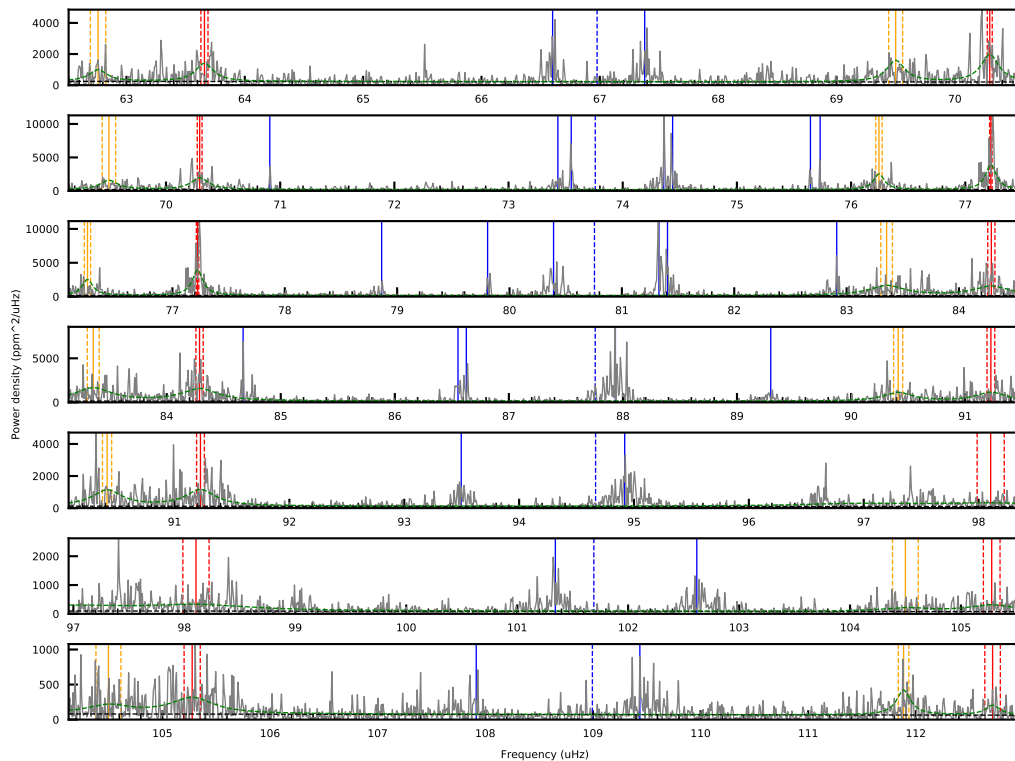 4000
2000
0
63 64 65 66 67 68 69 70
10000
5000
0
70 71 72 73 74 75 76 77
10000
5000
0
77 78 79 80 81 82 83 84
Power density (ppm^2/uHz)
5000
0
84 85 86 87 88 89 90 91
4000
2000
0
91 92 93 94 95 96 97 98
2000
1000
0
97 98 99 100 101 102 103 104 105
1000
500
0
105 106 107 108 109 110 111 112
Frequency (uHz)